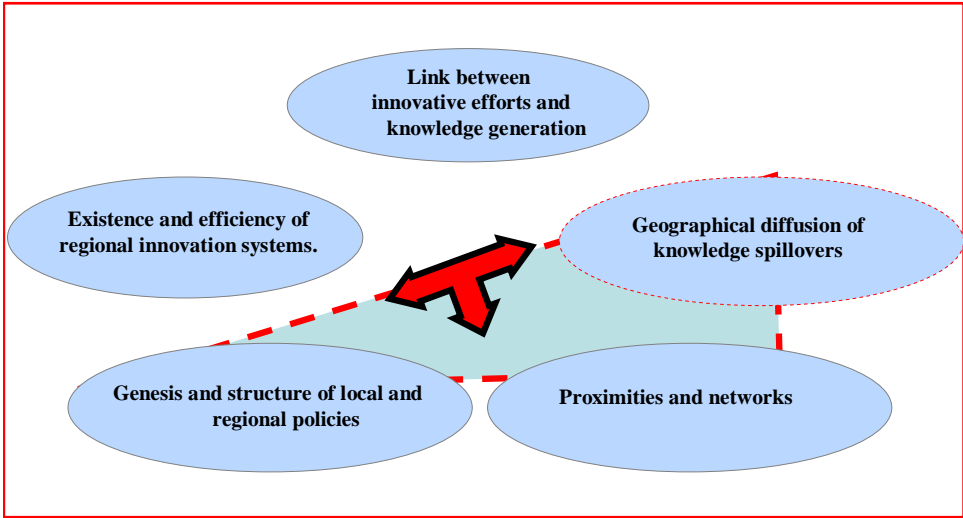 Link between
innovative efforts and
knowledge generation
Existence and efficiency of
regional innovation systems.
Geographical diffusion of
knowledge spillovers
Genesis and structure of local and
regional policies
Proximities and networks